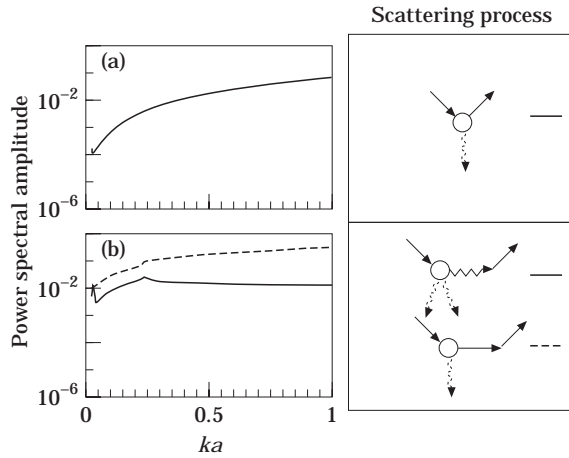 Scattering process
(a)
10⁻²
10⁻⁶
(b)
10⁻²
10⁻⁶
Power spectral amplitude
0
0.5
1
ka